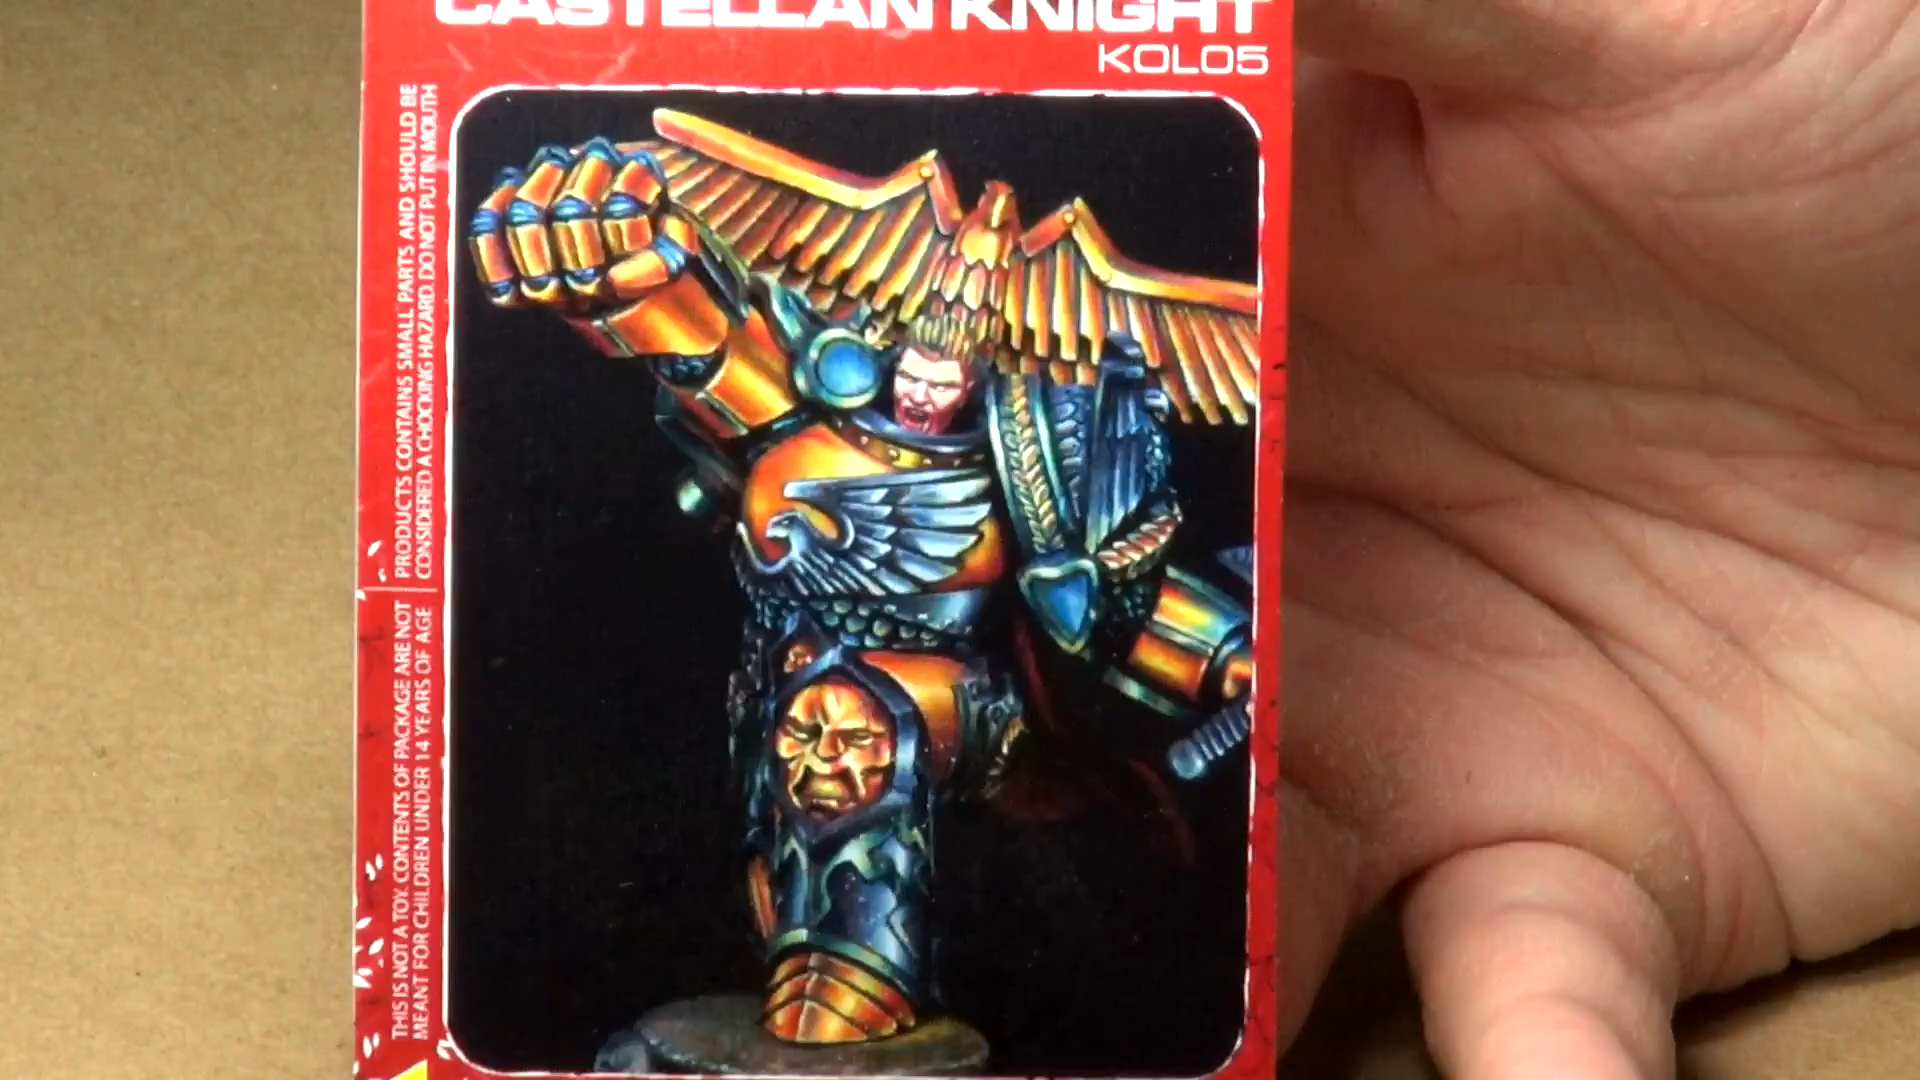 CASTELLAN KNIGHT
KOL05
PRODUCTS CONTAINS SMALL PARTS AND SHOULD BE
CONSIDERED A CHOCKING HAZARD. DO NOT PUT IN MOUTH
THIS IS NOT A TOY. CONTENTS OF PACKAGE ARE NOT
MEANT FOR CHILDREN UNDER 14 YEARS OF AGE